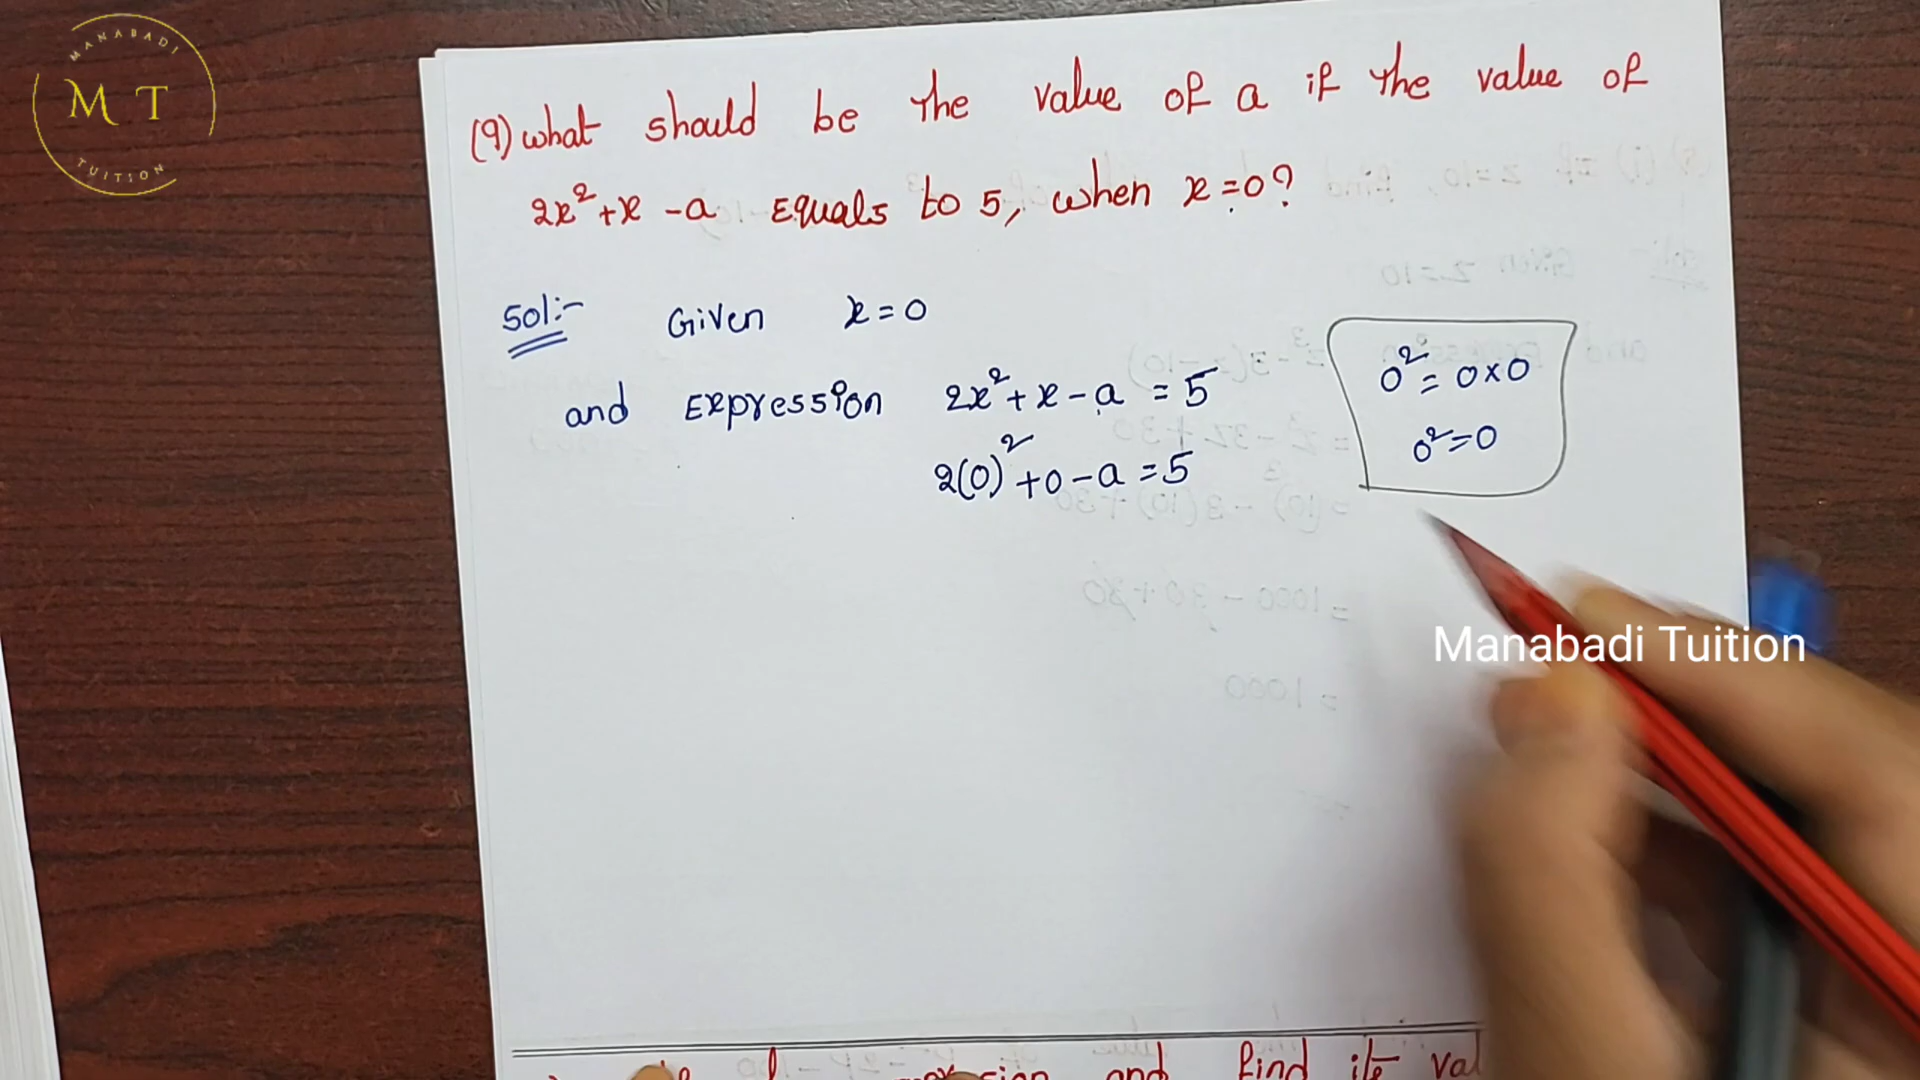 MANABADI
M T
TUITION
(9) what should be the value of a if the value of
2x²+x -a Equals to 5, when x=0?
Sol:- Given x=0
and Expression 2x²+x-a = 5
2(0)²+0-a=5
0²=0×0
0²=0
Manabadi Tuition
and find its val